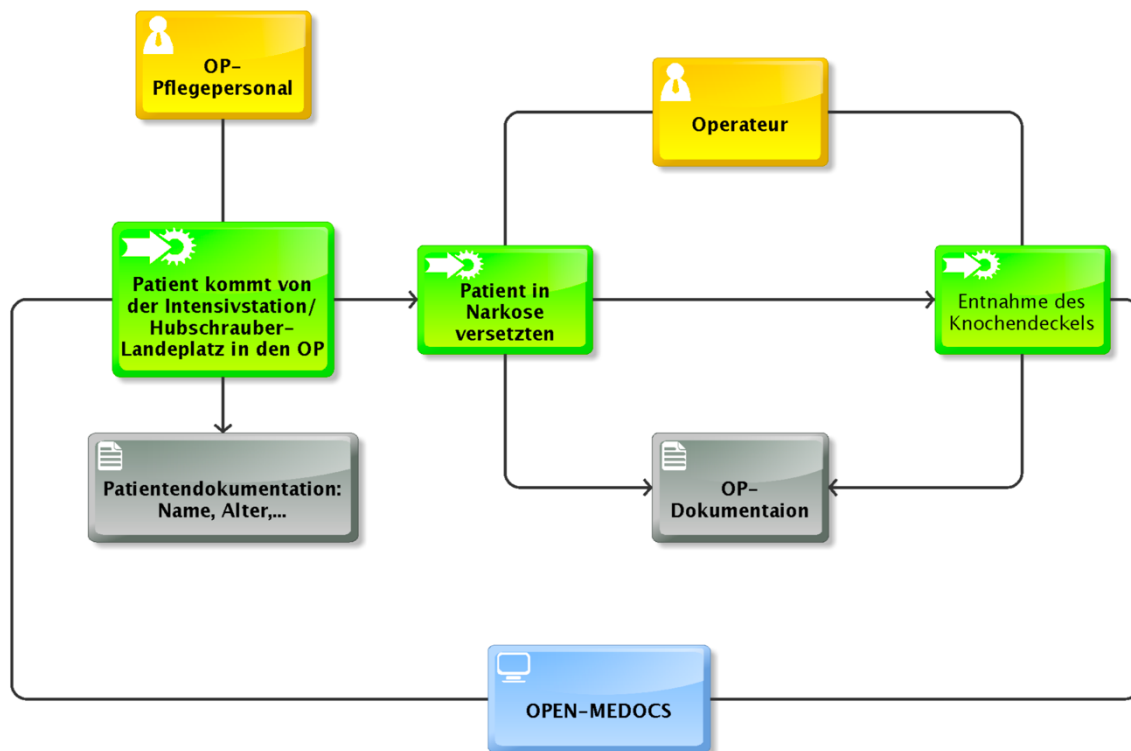 OP-
Pflegepersonal
Operateur
Patient kommt von
der Intensivstation/
Hubschrauber-
Landeplatz in den OP
Patient in
Narkose
versetzten
Entnahme des
Knochendeckels
Patientendokumentation:
Name, Alter,...
OP-
Dokumentaion
OPEN-MEDOCS